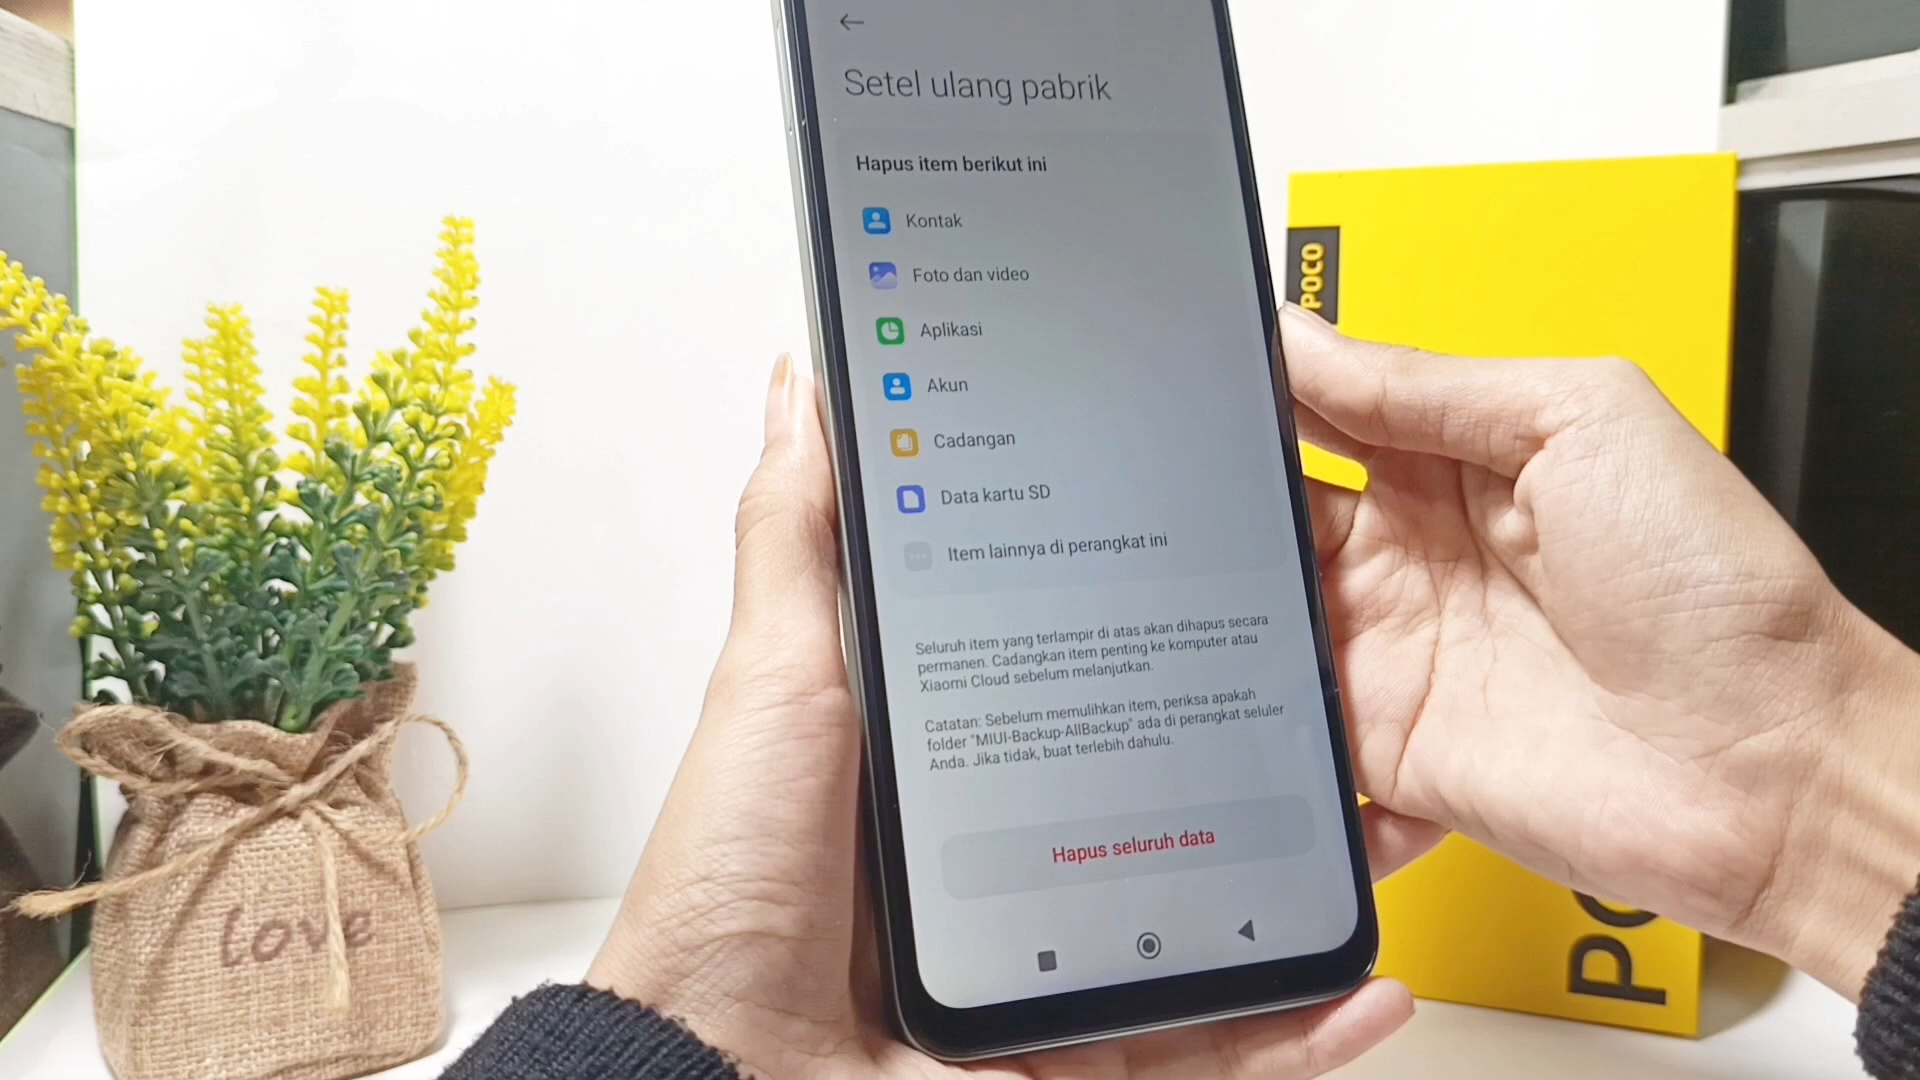 Setel ulang pabrik
Hapus item berikut ini
Kontak
Foto dan video
Aplikasi
Akun
Cadangan
Data kartu SD
Item lainnya di perangkat ini
Seluruh item yang terlampir di atas akan dihapus secara
permanen. Cadangkan item penting ke komputer atau
Xiaomi Cloud sebelum melanjutkan.
Catatan: Sebelum memulihkan item, periksa apakah
folder "MIUI-Backup-AllBackup" ada di perangkat seluler
Anda. Jika tidak, buat terlebih dahulu.
Hapus seluruh data
POCO
PO
love